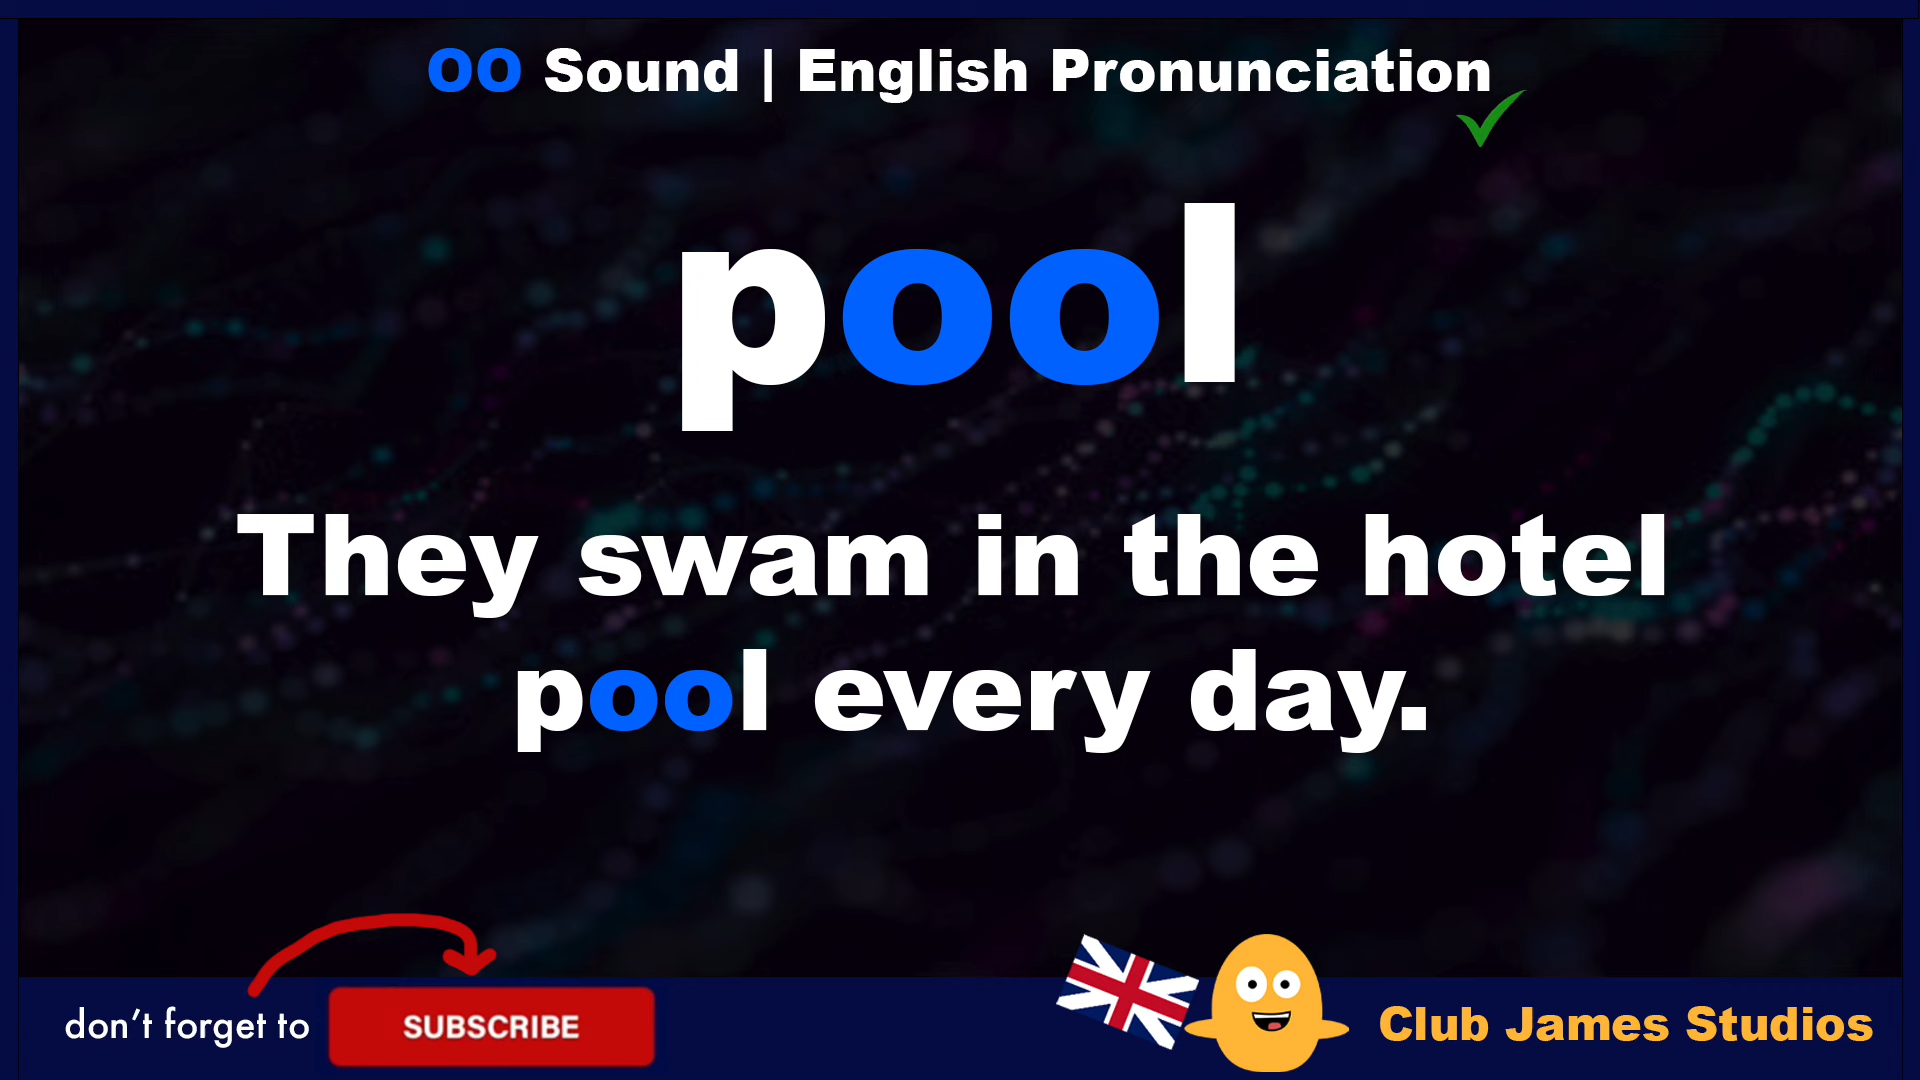 OO Sound | English Pronunciation
pool
They swam in the hotel
pool every day.
don't forget to
SUBSCRIBE
Club James Studios